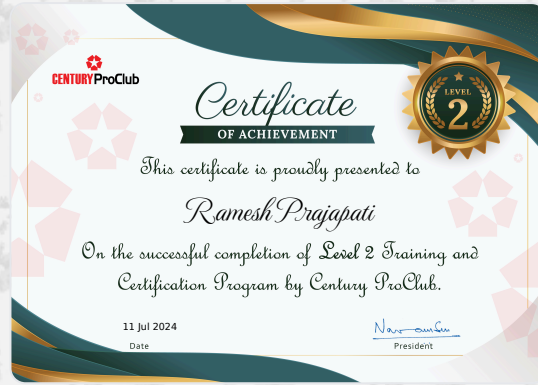 CENTURY ProClub
Certificate
OF ACHIEVEMENT
LEVEL
2
This certificate is proudly presented to
Ramesh Prajapati
On the successful completion of Level 2 Training and
Certification Program by Century ProClub.
11 Jul 2024
Date
President